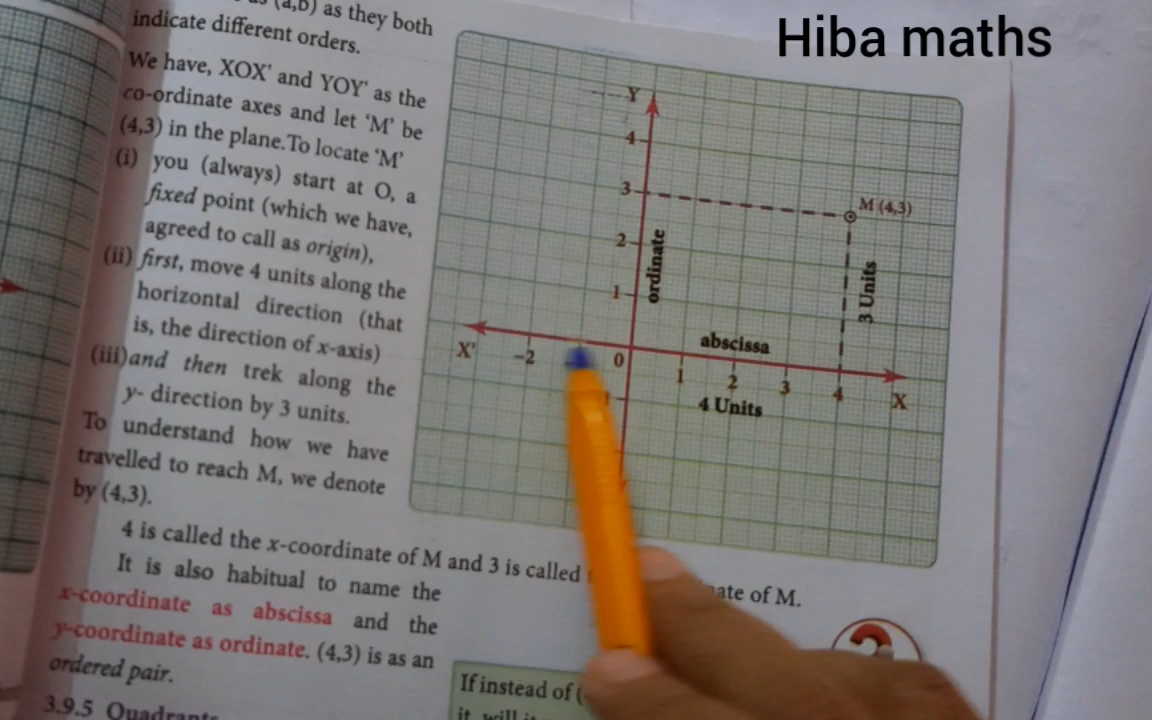 (a,b) as they both
indicate different orders.
We have, XOX' and YOY' as the
co-ordinate axes and let ‘M’ be
(4,3) in the plane.To locate ‘M’
(i) you (always) start at O, a
fixed point (which we have,
agreed to call as origin),
(ii) first, move 4 units along the
horizontal direction (that
is, the direction of x-axis)
(iii)and then trek along the
y- direction by 3 units.
To understand how we have
travelled to reach M, we denote
by (4,3).
4 is called the x-coordinate of M and 3 is called
ate of M.
It is also habitual to name the
x-coordinate as abscissa and the
y-coordinate as ordinate. (4,3) is as an
ordered pair.
3.9.5 Quadrants
Hiba maths
Y
4
3
M (4,3)
2
ordinate
3 Units
1
abscissa
X'
-2
0
1
2
3
4
X
4 Units
If instead of (
it, will it